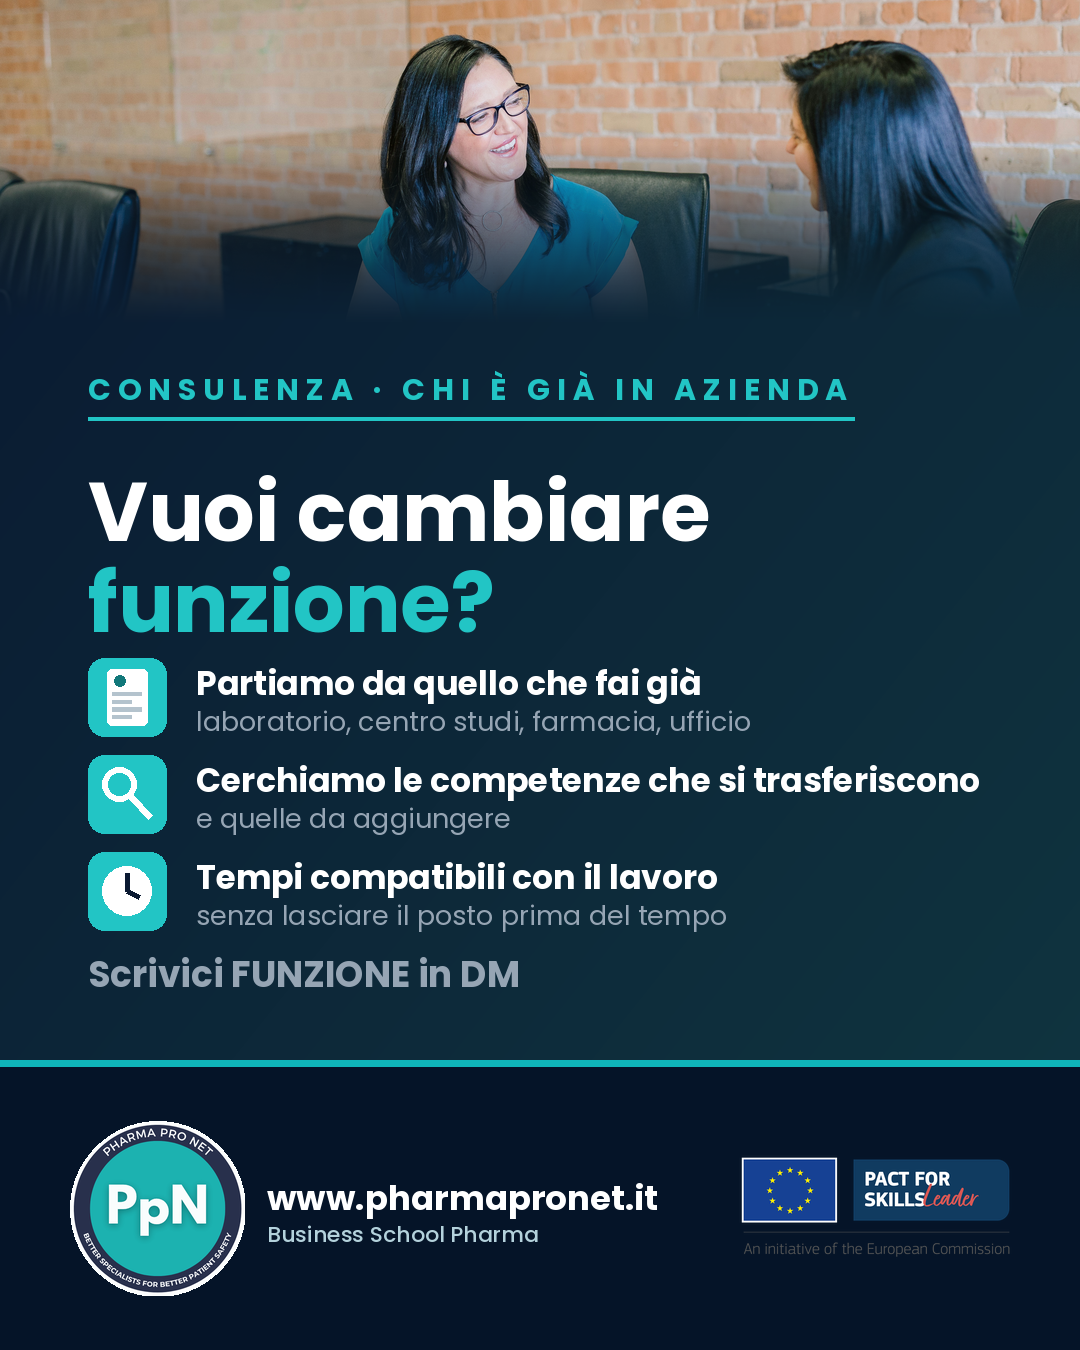 CONSULENZA · CHI È GIÀ IN AZIENDA
Vuoi cambiare
funzione?
Partiamo da quello che fai già
laboratorio, centro studi, farmacia, ufficio
Cerchiamo le competenze che si trasferiscono
e quelle da aggiungere
Tempi compatibili con il lavoro
senza lasciare il posto prima del tempo
Scrivici FUNZIONE in DM
PHARMA PRO NET
PpN
BETTER SPECIALISTS FOR BETTER PATIENT SAFETY
www.pharmapronet.it
Business School Pharma
PACT FOR
SKILLS Leader
An initiative of the European Commission